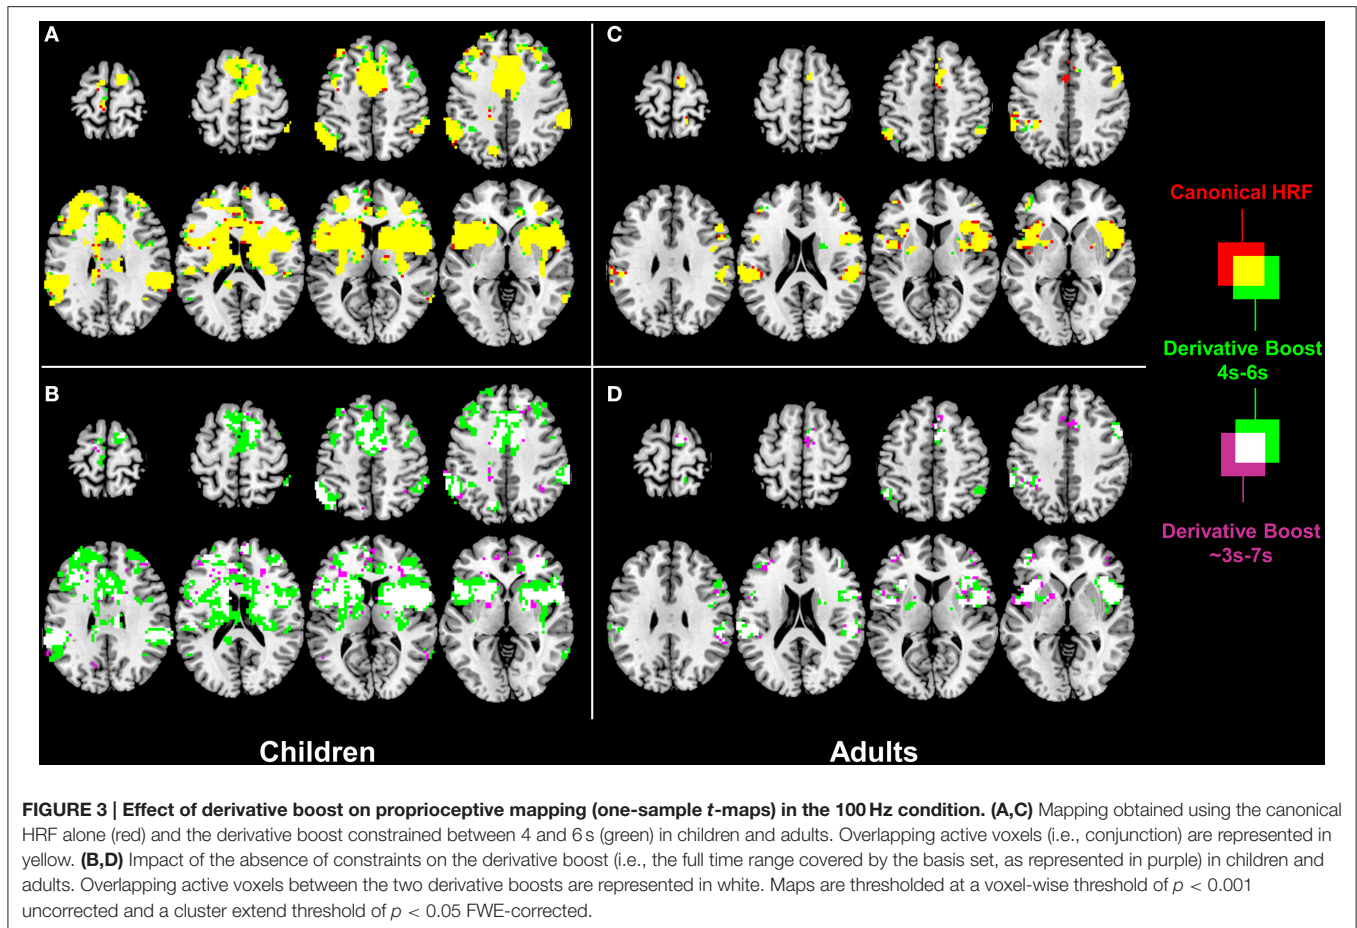 A
C
Canonical HRF
Derivative Boost
4s-6s
B
D
Derivative Boost
~3s-7s
Children
Adults
FIGURE 3 | Effect of derivative boost on proprioceptive mapping (one-sample t-maps) in the 100 Hz condition. (A,C) Mapping obtained using the canonical
HRF alone (red) and the derivative boost constrained between 4 and 6 s (green) in children and adults. Overlapping active voxels (i.e., conjunction) are represented in
yellow. (B,D) Impact of the absence of constraints on the derivative boost (i.e., the full time range covered by the basis set, as represented in purple) in children and
adults. Overlapping active voxels between the two derivative boosts are represented in white. Maps are thresholded at a voxel-wise threshold of p < 0.001
uncorrected and a cluster extend threshold of p < 0.05 FWE-corrected.